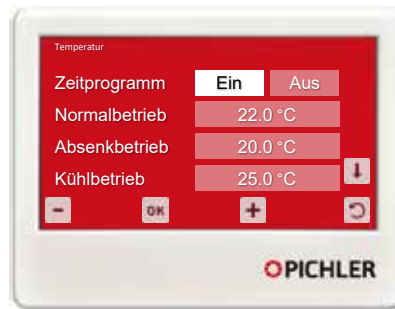 Temperatur
Zeitprogramm Ein Aus
Normalbetrieb 22.0 °C
Absenkbetrieb 20.0 °C
Kühlbetrieb 25.0 °C
- OK +
PICHLER